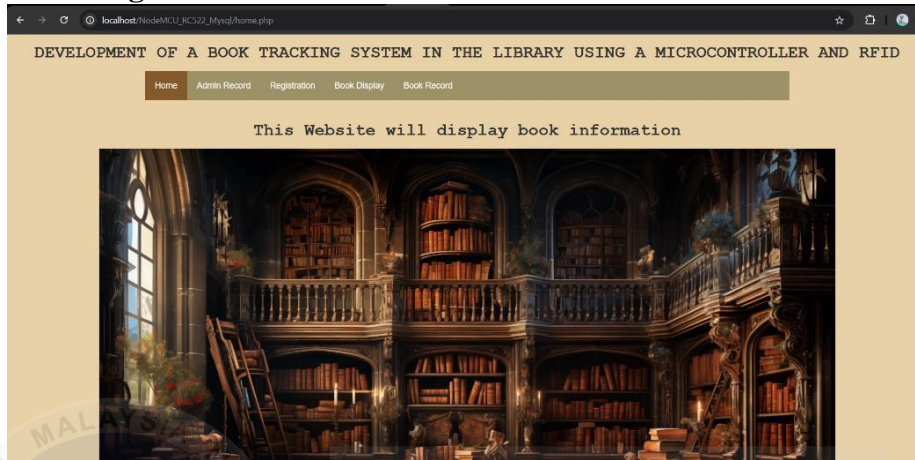 localhost/NodeMCU_RC522_Mysql/home.php
DEVELOPMENT OF A BOOK TRACKING SYSTEM IN THE LIBRARY USING A MICROCONTROLLER AND RFID
Home Admin Record Registration Book Display Book Record
This Website will display book information